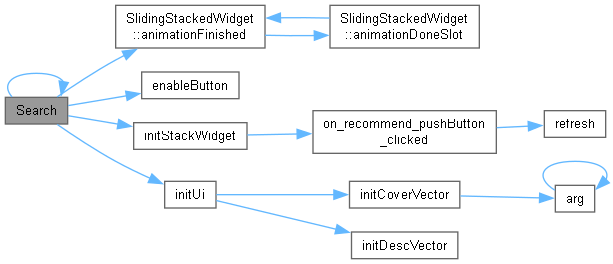 SlidingStackedWidget
::animationFinished
SlidingStackedWidget
::animationDoneSlot
enableButton
Search
initStackWidget
on_recommend_pushButton
_clicked
refresh
initUi
initCoverVector
arg
initDescVector